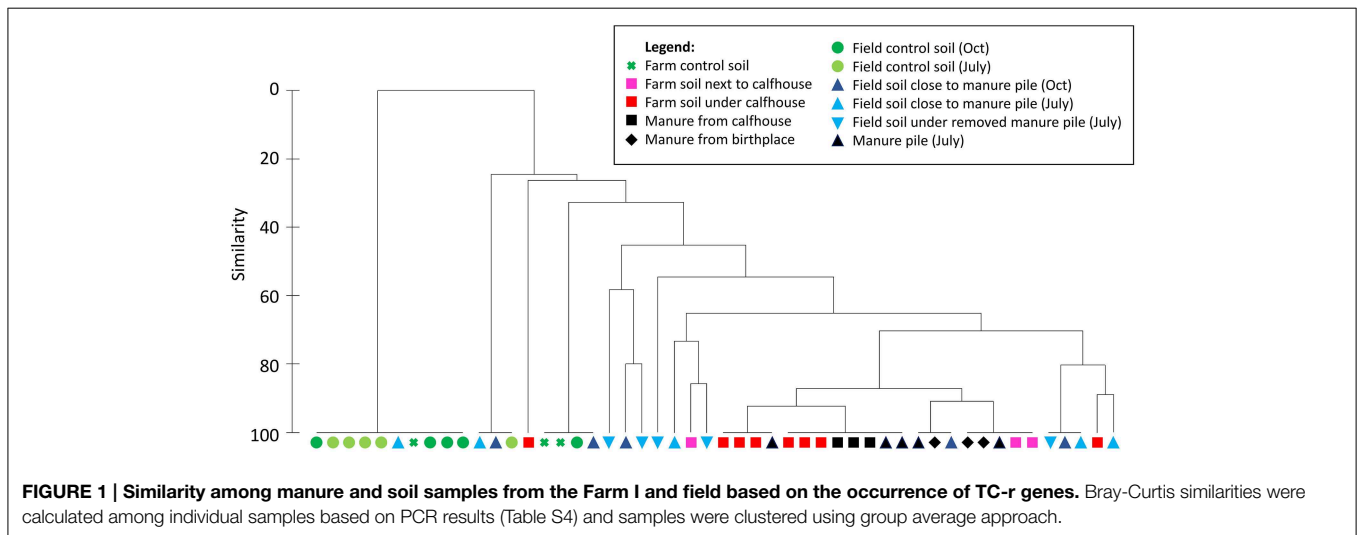 Legend:
Farm control soil
Farm soil next to calfhouse
Farm soil under calfhouse
Manure from calfhouse
Manure from birthplace
Field control soil (Oct)
Field control soil (July)
Field soil close to manure pile (Oct)
Field soil close to manure pile (July)
Field soil under removed manure pile (July)
Manure pile (July)
Similarity
0
20
40
60
80
100
FIGURE 1 | Similarity among manure and soil samples from the Farm I and field based on the occurrence of TC-r genes. Bray-Curtis similarities were
calculated among individual samples based on PCR results (Table S4) and samples were clustered using group average approach.